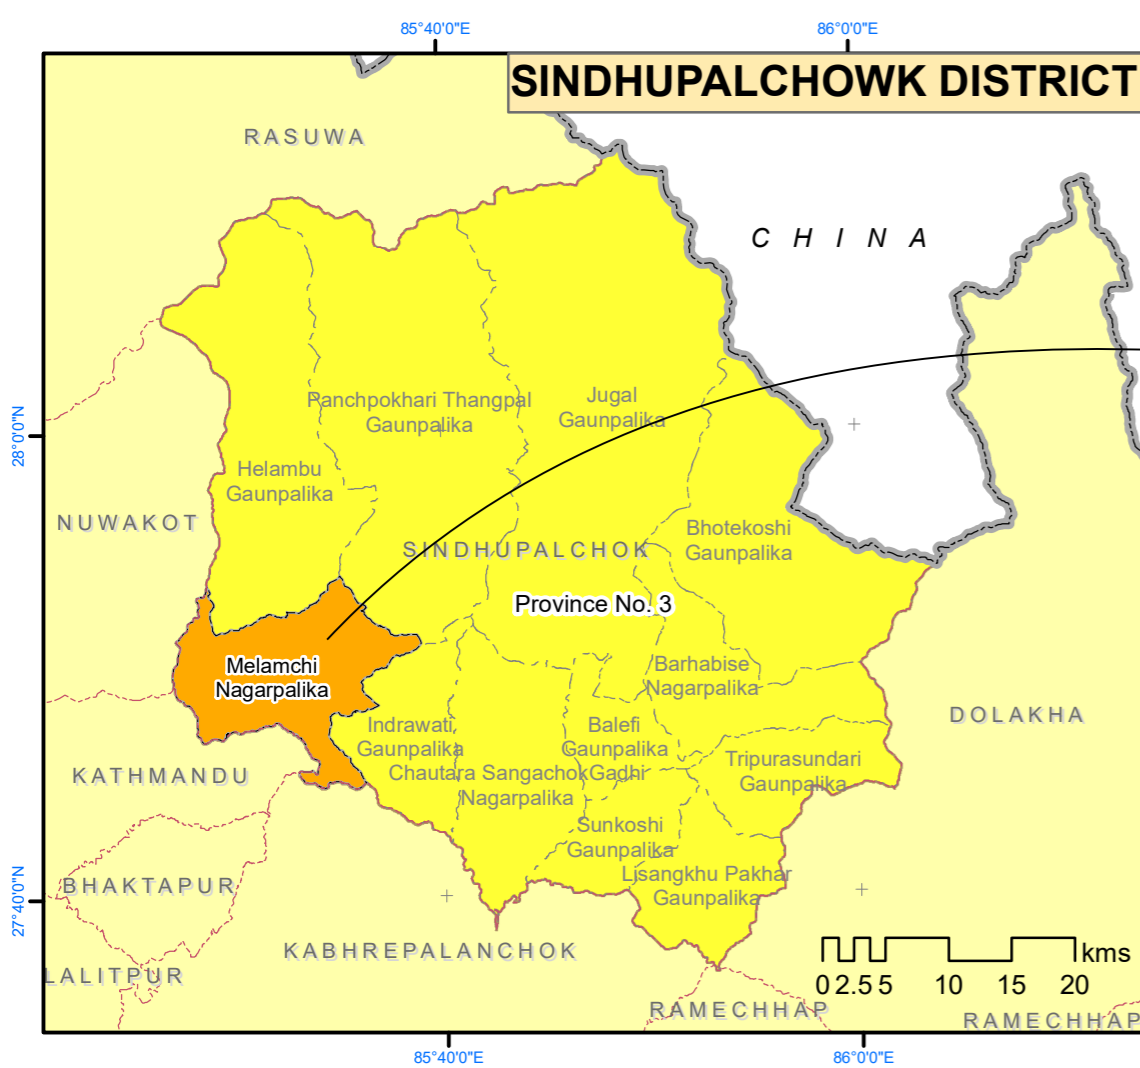 85°40'0"E
86°0'0"E
SINDHUPALCHOWK DISTRICT
RASUWA
CHINA
Panchpokhari Thangpal
Gaunpalika
Jugal
Gaunpalika
28°0'0"N
Helambu
Gaunpalika
NUWAKOT
Bhotekoshi
Gaunpalika
SINDHUPALCHOK
Province No. 3
Melamchi
Nagarpalika
Barhabise
Nagarpalika
DOLAKHA
Indrawati
Gaunpalika
Balefi
Gaunpalika
KATHMANDU
Chautara SangachokGadhi
Nagarpalika
Tripurasundari
Gaunpalika
Sunkoshi
Gaunpalika
Lisangkhu Pakhar
Gaunpalika
BHAKTAPUR
27°40'0"N
KABHREPALANCHOK
LALITPUR
kms
0 2.5 5 10 15 20
RAMECHHAP
RAMECHHAP
85°40'0"E
86°0'0"E